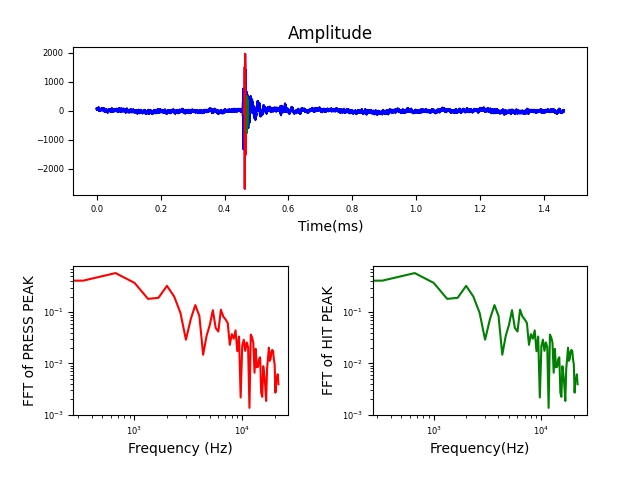 Amplitude
2000
1000
0
−1000
−2000
0.0 0.2 0.4 0.6 0.8 1.0 1.2 1.4
Time(ms)
FFT of PRESS PEAK
10⁻¹
10⁻²
10⁻³
10³ 10⁴
Frequency (Hz)
FFT of HIT PEAK
10⁻¹
10⁻²
10⁻³
10³ 10⁴
Frequency(Hz)